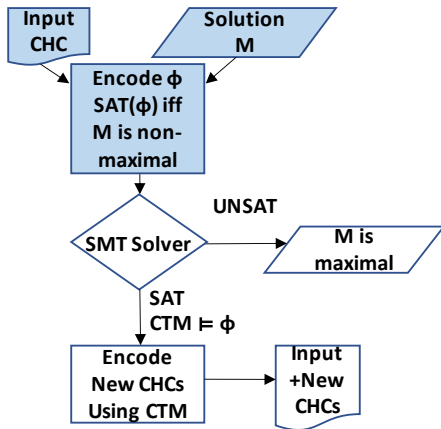 Input
CHC
Solution
M
Encode ϕ
SAT(ϕ) iff
M is non-
maximal
UNSAT
SMT Solver
M is
maximal
SAT
CTM ⊨ ϕ
Encode
New CHCs
Using CTM
Input
+New
CHCs